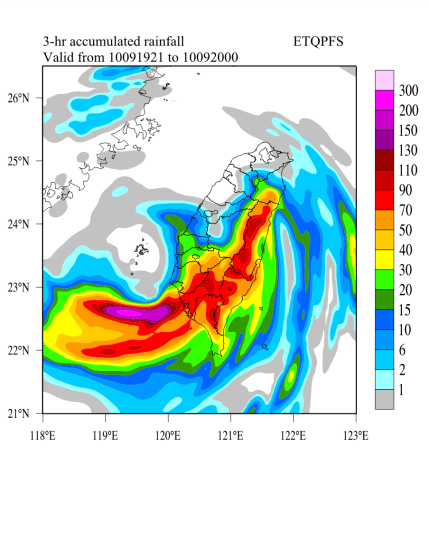 3-hr accumulated rainfall ETQPFS
Valid from 10091921 to 10092000
26°N
25°N
24°N
23°N
22°N
21°N
118°E 119°E 120°E 121°E 122°E 123°E
300
200
150
130
110
90
70
50
40
30
20
15
10
6
2
1